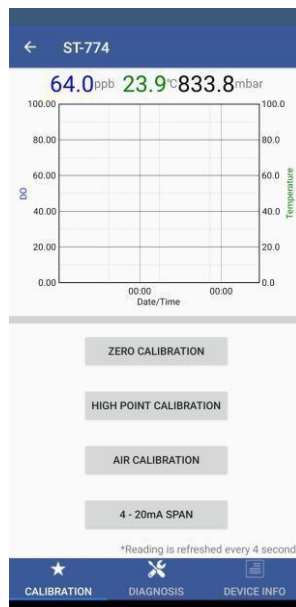 ← ST-774
64.0ppb 23.9°C833.8mbar
100.00 100.0
80.00 80.0
60.00 60.0
40.00 40.0
20.00 20.0
0.00 0.0
DO
Temperature
00:00 00:00
Date/Time
ZERO CALIBRATION
HIGH POINT CALIBRATION
AIR CALIBRATION
4 - 20mA SPAN
*Reading is refreshed every 4 second
CALIBRATION DIAGNOSIS DEVICE INFO